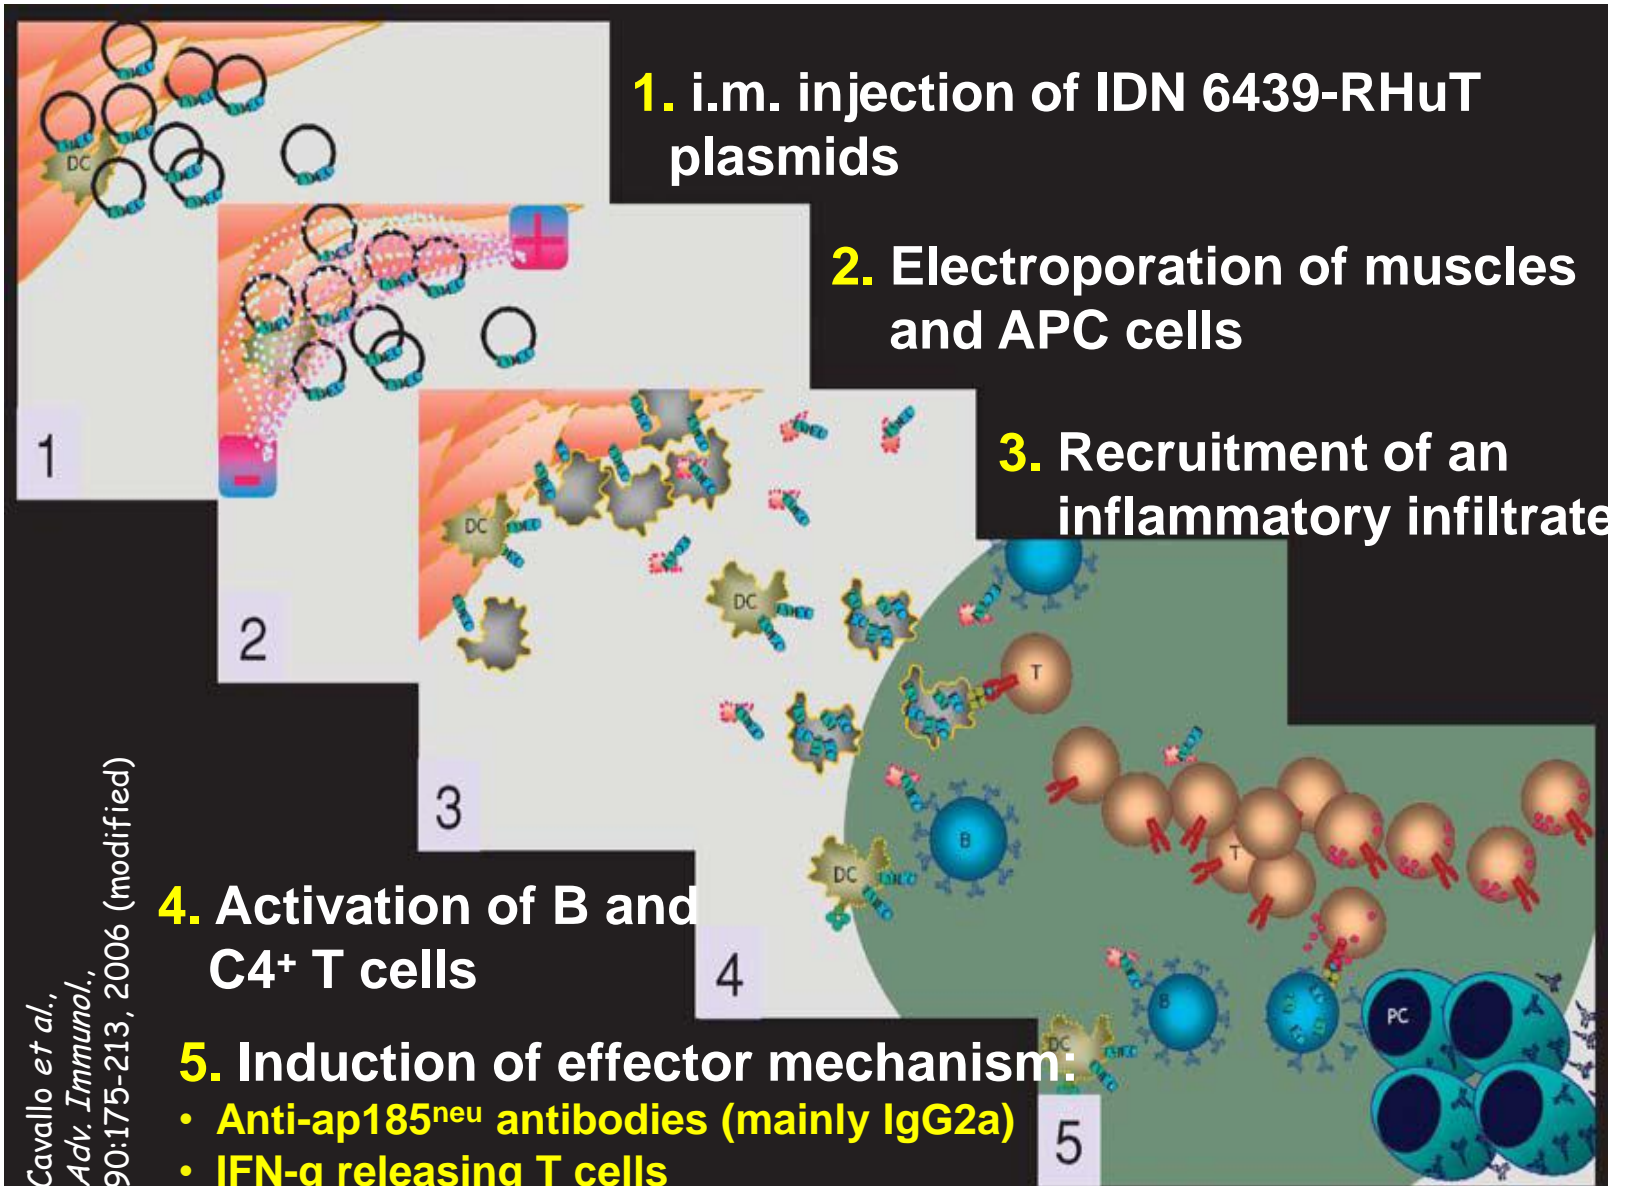 1. i.m. injection of IDN 6439-RHuT
plasmids
2. Electroporation of muscles
and APC cells
3. Recruitment of an
inflammatory infiltrate
4. Activation of B and
C4⁺ T cells
5. Induction of effector mechanism:
• Anti-ap185ⁿᵉᵘ antibodies (mainly IgG2a)
• IFN-g releasing T cells
Cavallo et al.,
Adv. Immunol.,
90:175-213, 2006 (modified)
DC
1
+
-
2
DC
DC
3
T
B
DC
4
T
B
DC
PC
5